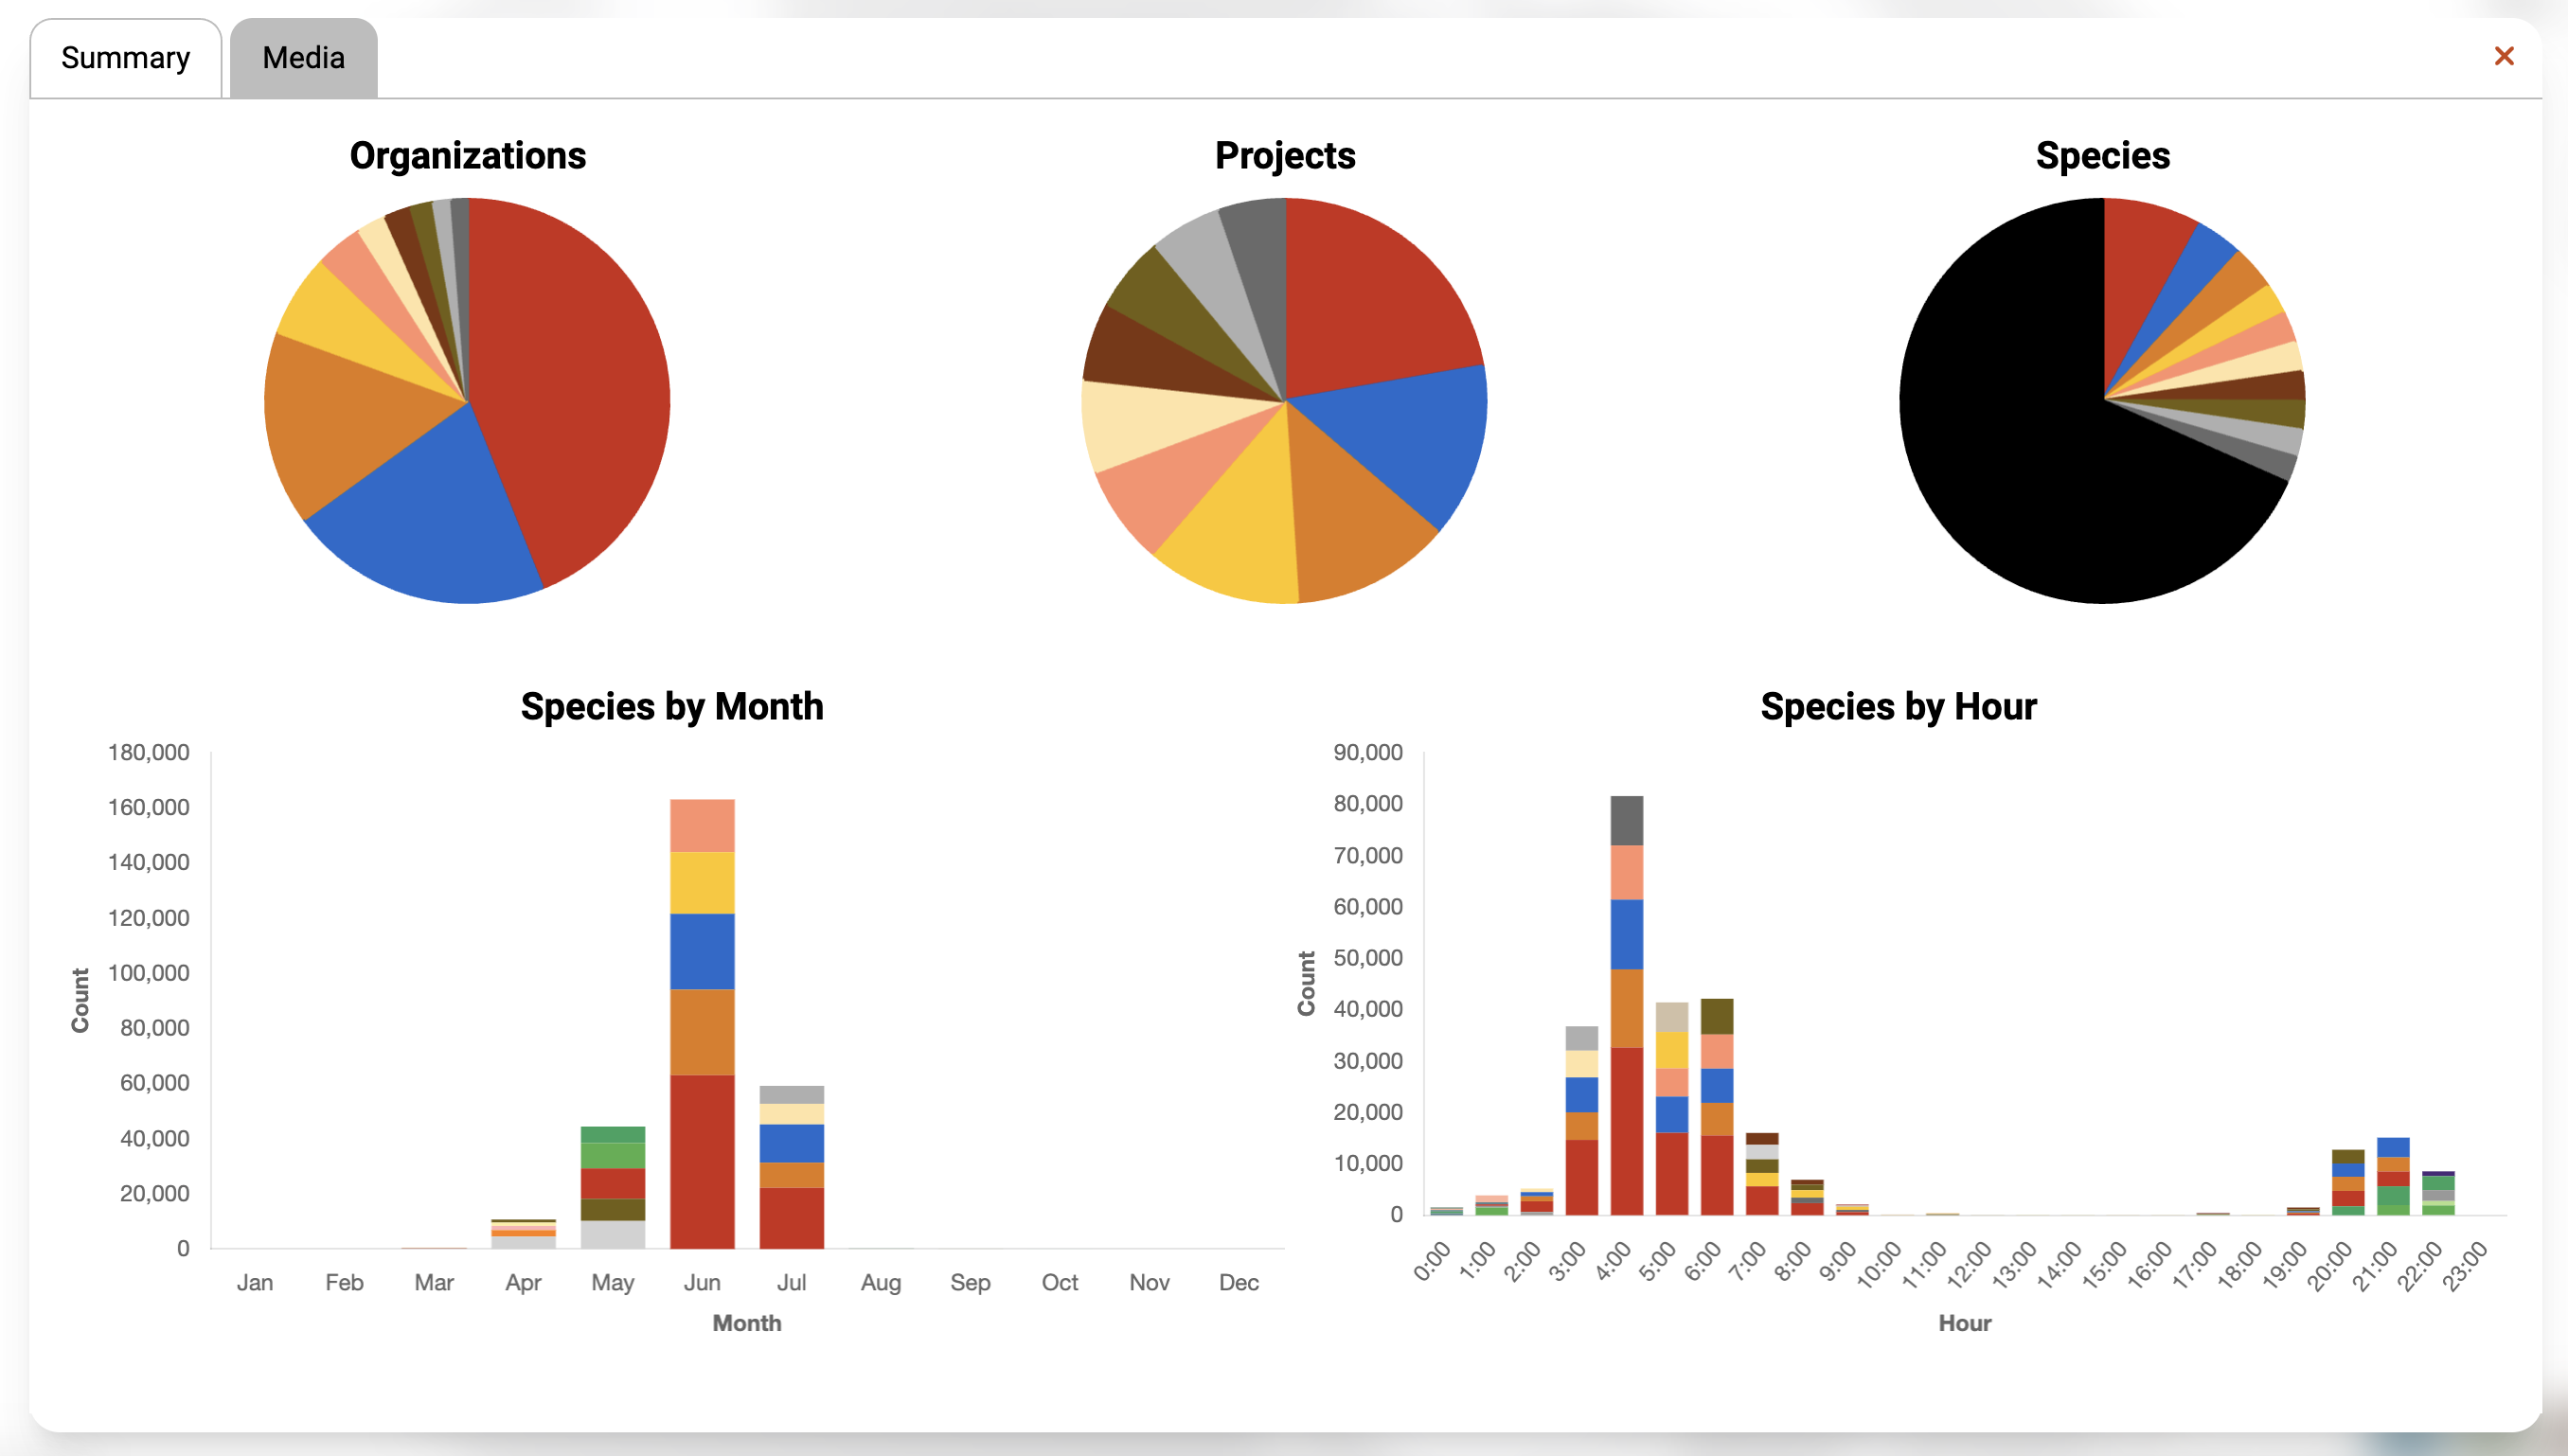 Summary
Media
×
Organizations
Projects
Species
Species by Month
180,000
160,000
140,000
120,000
100,000
80,000
60,000
40,000
20,000
0
Count
Jan Feb Mar Apr May Jun Jul Aug Sep Oct Nov Dec
Month
Species by Hour
90,000
80,000
70,000
60,000
50,000
40,000
30,000
20,000
10,000
0
Count
0:00 1:00 2:00 3:00 4:00 5:00 6:00 7:00 8:00 9:00 10:00 11:00 12:00 13:00 14:00 15:00 16:00 17:00 18:00 19:00 20:00 21:00 22:00 23:00
Hour